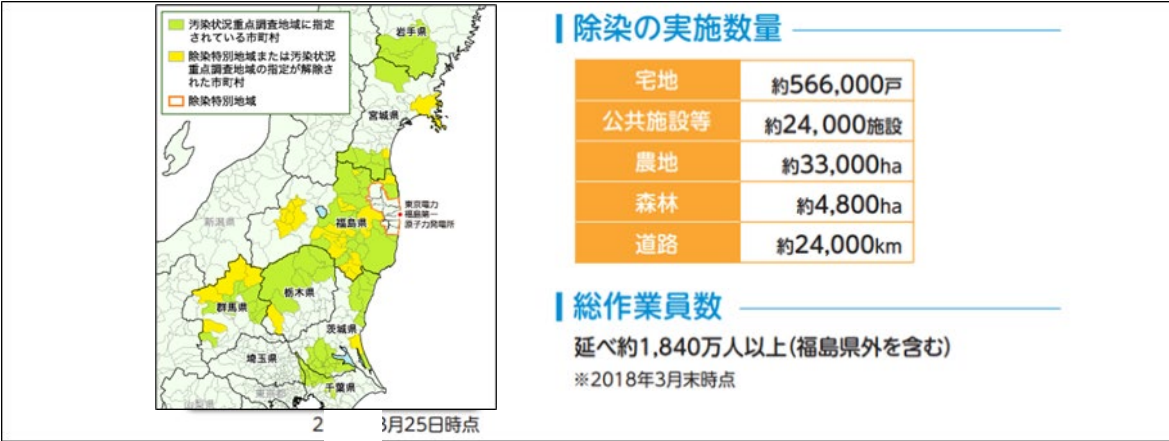 汚染状況重点調査地域に指定
されている市町村
除染特別地域または汚染状況
重点調査地域の指定が解除さ
れた市町村
除染特別地域
岩手県
宮城県
新潟県
福島県
東京電力
福島第一
原子力発電所
栃木県
群馬県
茨城県
埼玉県
東京都
千葉県
山梨県
2
月25日時点
除染の実施数量
宅地 約566,000戸
公共施設等 約24,000施設
農地 約33,000ha
森林 約4,800ha
道路 約24,000km
総作業員数
延べ約1,840万人以上(福島県外を含む)
※2018年3月末時点